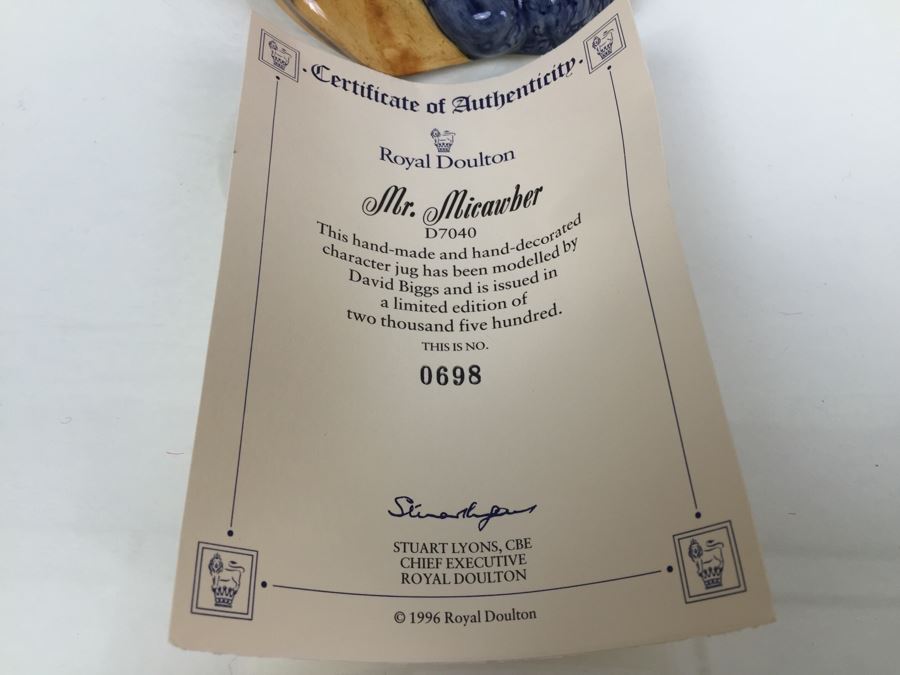 Certificate of Authenticity
Royal Doulton
Mr. Micawber
D7040
This hand-made and hand-decorated
character jug has been modelled by
David Biggs and is issued in
a limited edition of
two thousand five hundred.
THIS IS NO.
0698
Stuart Lyons
STUART LYONS, CBE
CHIEF EXECUTIVE
ROYAL DOULTON
© 1996 Royal Doulton